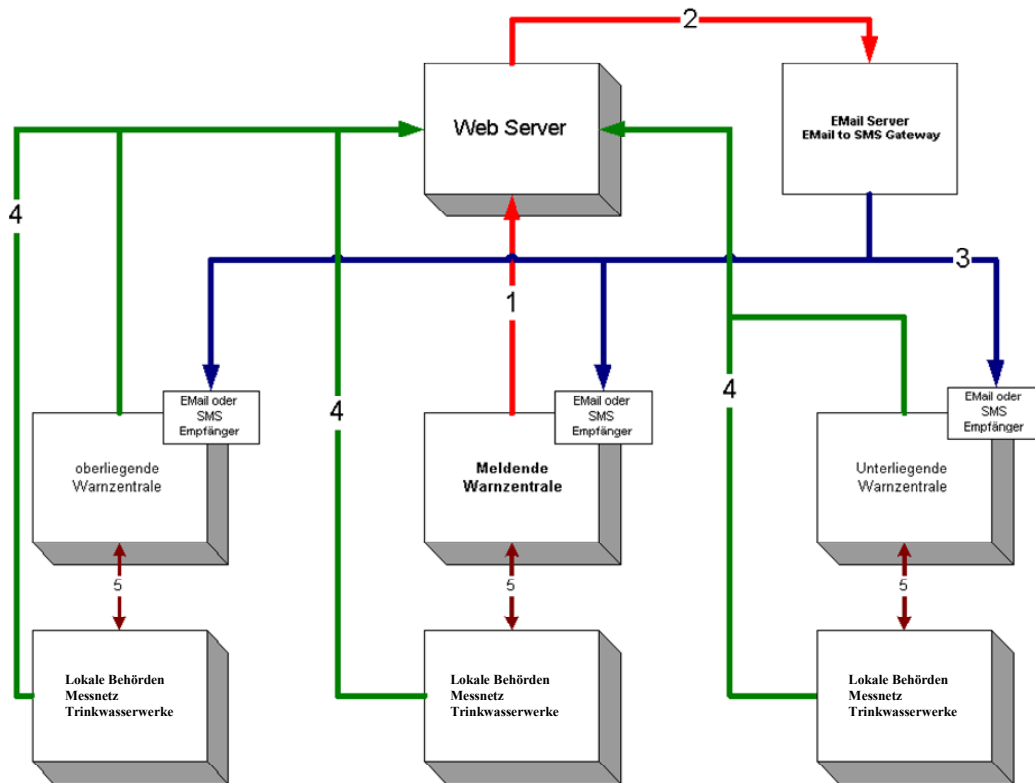 2
Web Server
EMail Server
EMail to SMS Gateway
4
3
1
4
4
EMail oder
SMS
Empfänger
EMail oder
SMS
Empfänger
EMail oder
SMS
Empfänger
oberliegende
Warnzentrale
Meldende
Warnzentrale
Unterliegende
Warnzentrale
5
5
5
Lokale Behörden
Messnetz
Trinkwasserwerke
Lokale Behörden
Messnetz
Trinkwasserwerke
Lokale Behörden
Messnetz
Trinkwasserwerke